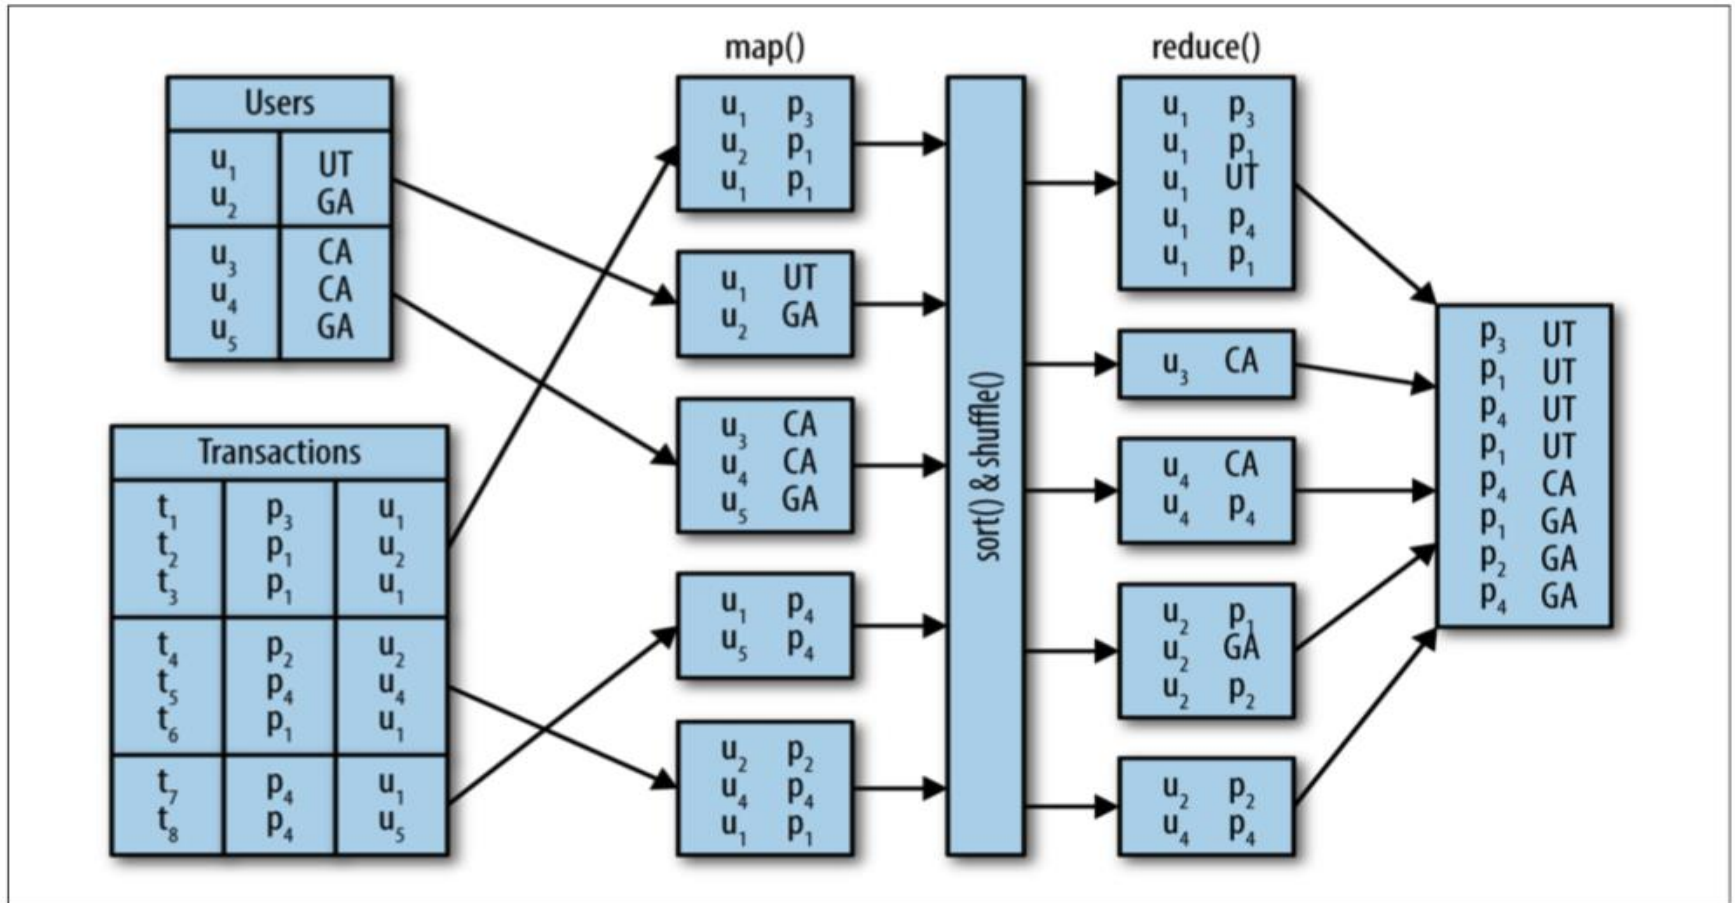 map()
reduce()
Users
u₁ UT
u₂ GA
u₃ CA
u₄ CA
u₅ GA
Transactions
t₁ p₃ u₁
t₂ p₁ u₂
t₃ p₁ u₁
t₄ p₂ u₂
t₅ p₄ u₄
t₆ p₁ u₁
t₇ p₄ u₁
t₈ p₄ u₅
u₁ p₃
u₂ p₁
u₁ p₁
u₁ UT
u₂ GA
u₃ CA
u₄ CA
u₅ GA
u₁ p₄
u₅ p₄
u₂ p₂
u₄ p₄
u₁ p₁
sort() & shuffle()
u₁ p₃
u₁ p₁
u₁ UT
u₁ p₄
u₁ p₁
u₃ CA
u₄ CA
u₄ p₄
u₂ p₁
u₂ GA
u₂ p₂
u₂ p₂
u₄ p₄
p₃ UT
p₁ UT
p₄ UT
p₁ UT
p₄ CA
p₁ GA
p₂ GA
p₄ GA